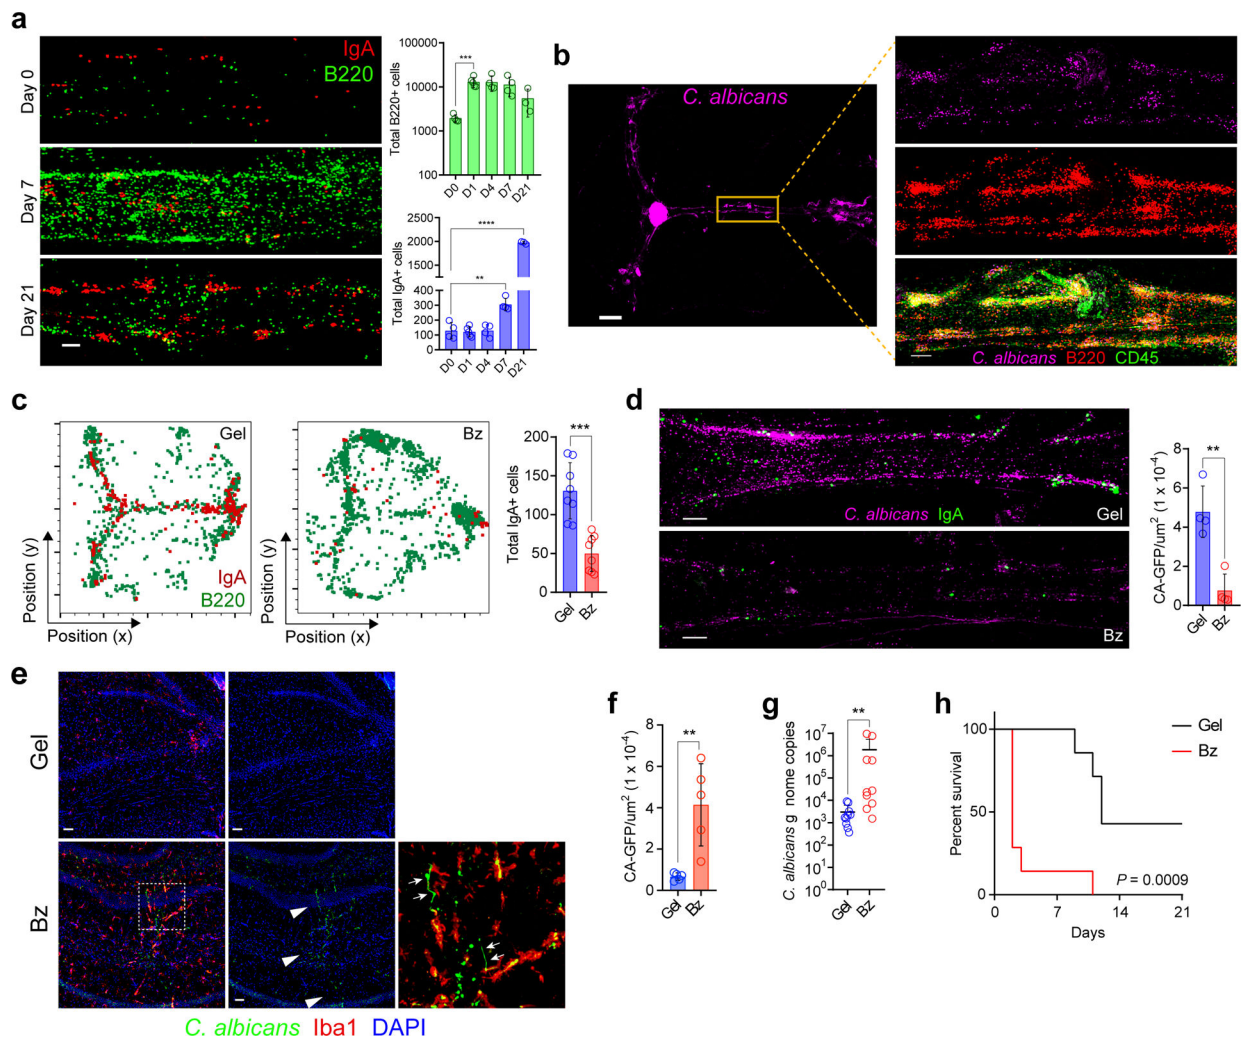 a
Day 0
IgA
B220
Day 7
Day 21
Total B220+ cells
100000
10000
1000
100
***
D0 D1 D4 D7 D21
Total IgA+ cells
2500
2000
1500
400
300
200
100
0
****
**
D0 D1 D4 D7 D21
b
C. albicans
C. albicans B220 CD45
c
Gel
IgA
B220
Position (y)
Position (x)
Bz
Position (y)
Position (x)
Total IgA+ cells
200
150
100
50
0
***
Gel Bz
d
C. albicans IgA
Gel
Bz
CA-GFP/um² (1 x 10⁻⁴)
8
6
4
2
0
**
Gel Bz
e
Gel
Bz
C. albicans Iba1 DAPI
f
CA-GFP/um² (1 x 10⁻⁴)
8
6
4
2
0
**
Gel Bz
g
C. albicans g nome copies
10⁷
10⁶
10⁵
10⁴
10³
10²
10¹
10⁰
**
Gel Bz
h
Percent survival
100
50
0
Gel
Bz
P = 0.0009
0 7 14 21
Days